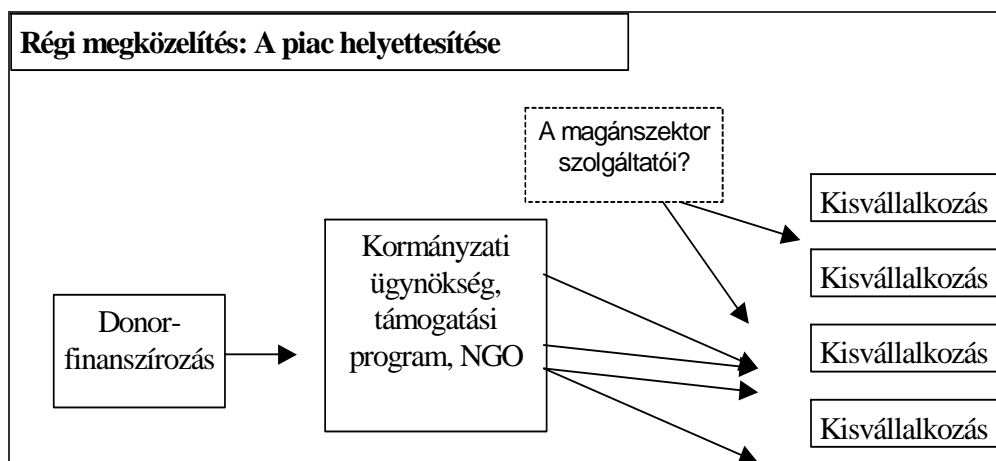 Régi megközelítés: A piac helyettesítése
A magánszektor
szolgáltatói?
Kisvállalkozás
Kormányzati
ügynökség,
támogatási
program, NGO
Kisvállalkozás
Donor-
finanszírozás
Kisvállalkozás
Kisvállalkozás